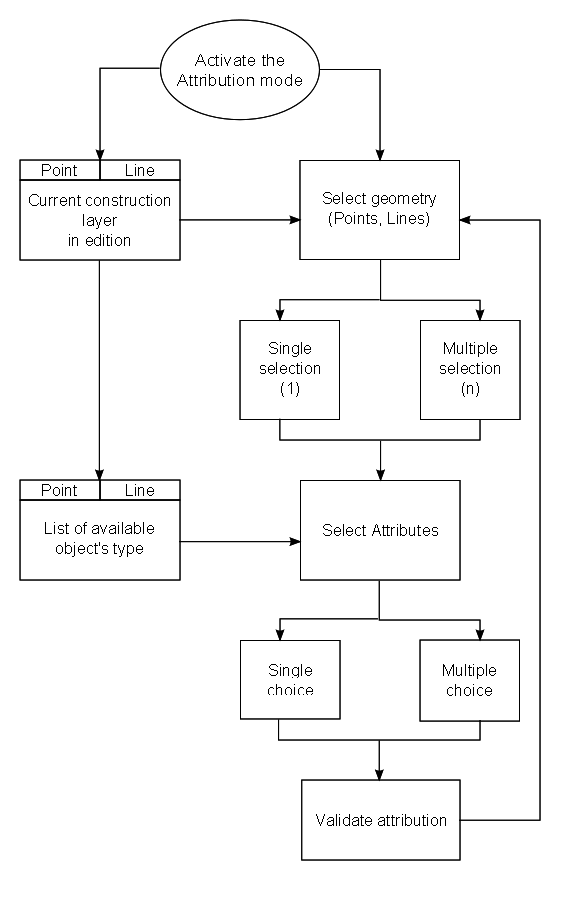 Activate the
Attribution mode
Point Line
Current construction
layer
in edition
Select geometry
(Points, Lines)
Single
selection
(1)
Multiple
selection
(n)
Point Line
List of available
object's type
Select Attributes
Single
choice
Multiple
choice
Validate attribution